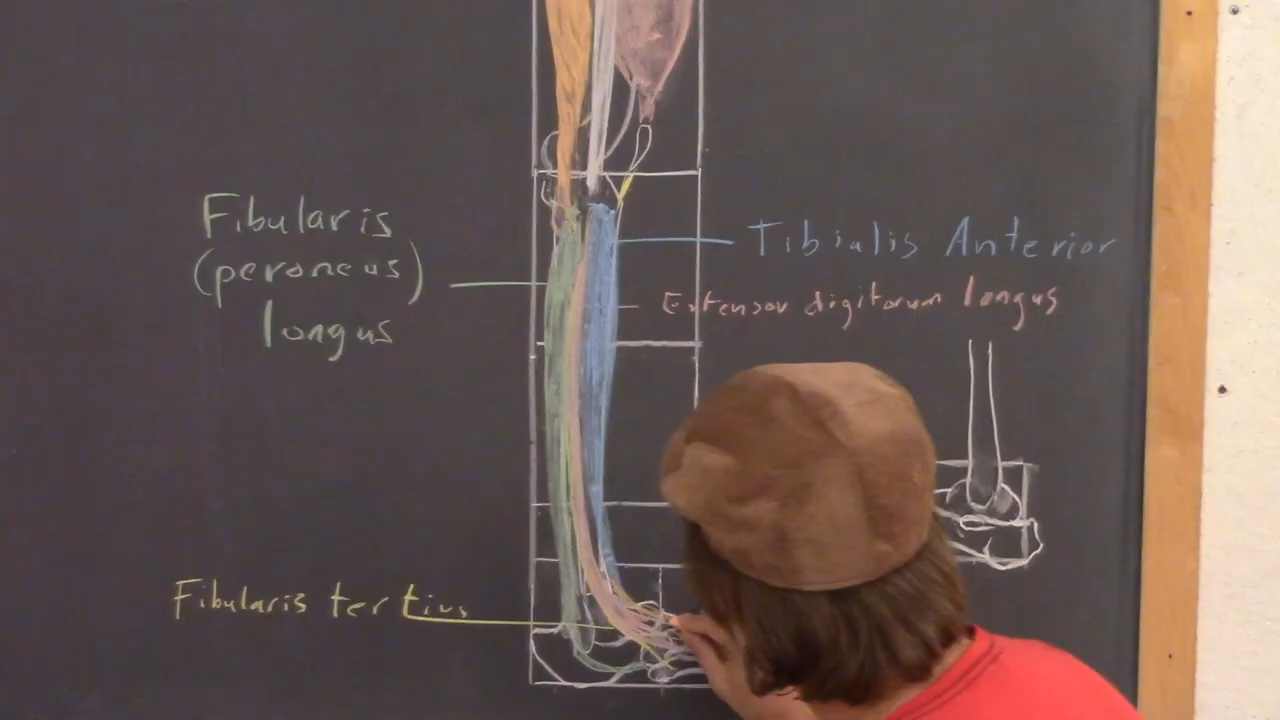 Fibularis
(peroneus)
longus
Tibialis Anterior
Extensor digitorum longus
Fibularis tertius